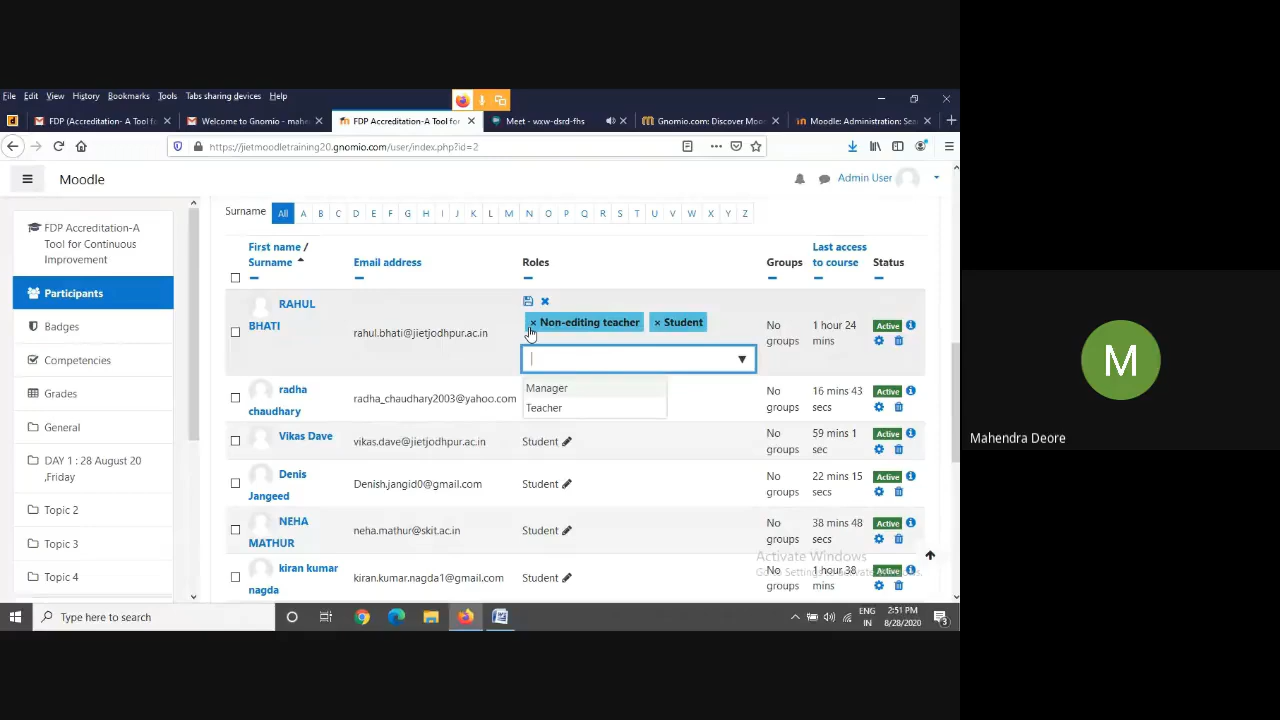 File Edit View History Bookmarks Tools Tabs sharing devices Help
FDP (Accreditation- A Tool fo
Welcome to Gnomio - mahe
FDP Accreditation-A Tool for
Meet - wxw-dsrd-fhs
Gnomio.com: Discover Moo
Moodle: Administration: Sea
https://jietmoodletraining20.gnomio.com/user/index.php?id=2
Moodle
Admin User
FDP Accreditation-A
Tool for Continuous
Improvement
Participants
Badges
Competencies
Grades
General
DAY 1 : 28 August 20
,Friday
Topic 2
Topic 3
Topic 4
Surname All A B C D E F G H I J K L M N O P Q R S T U V W X Y Z
First name /
Surname
Email address
Roles
Groups
Last access
to course
Status
RAHUL
BHATI
rahul.bhati@jietjodhpur.ac.in
× Non-editing teacher × Student
Manager
Teacher
No
groups
1 hour 24
mins
Active
radha
chaudhary
radha_chaudhary2003@yahoo.com
No
groups
16 mins 43
secs
Active
Vikas Dave
vikas.dave@jietjodhpur.ac.in
Student
No
groups
59 mins 1
sec
Active
Denis
Jangeed
Denish.jangid0@gmail.com
Student
No
groups
22 mins 15
secs
Active
NEHA
MATHUR
neha.mathur@skit.ac.in
Student
No
groups
38 mins 48
secs
Active
kiran kumar
nagda
kiran.kumar.nagda1@gmail.com
Student
No
groups
1 hour 38
mins
Active
Activate Windows
Go to Settings to activate
Type here to search
ENG
IN
2:51 PM
8/28/2020
3
M
Mahendra Deore